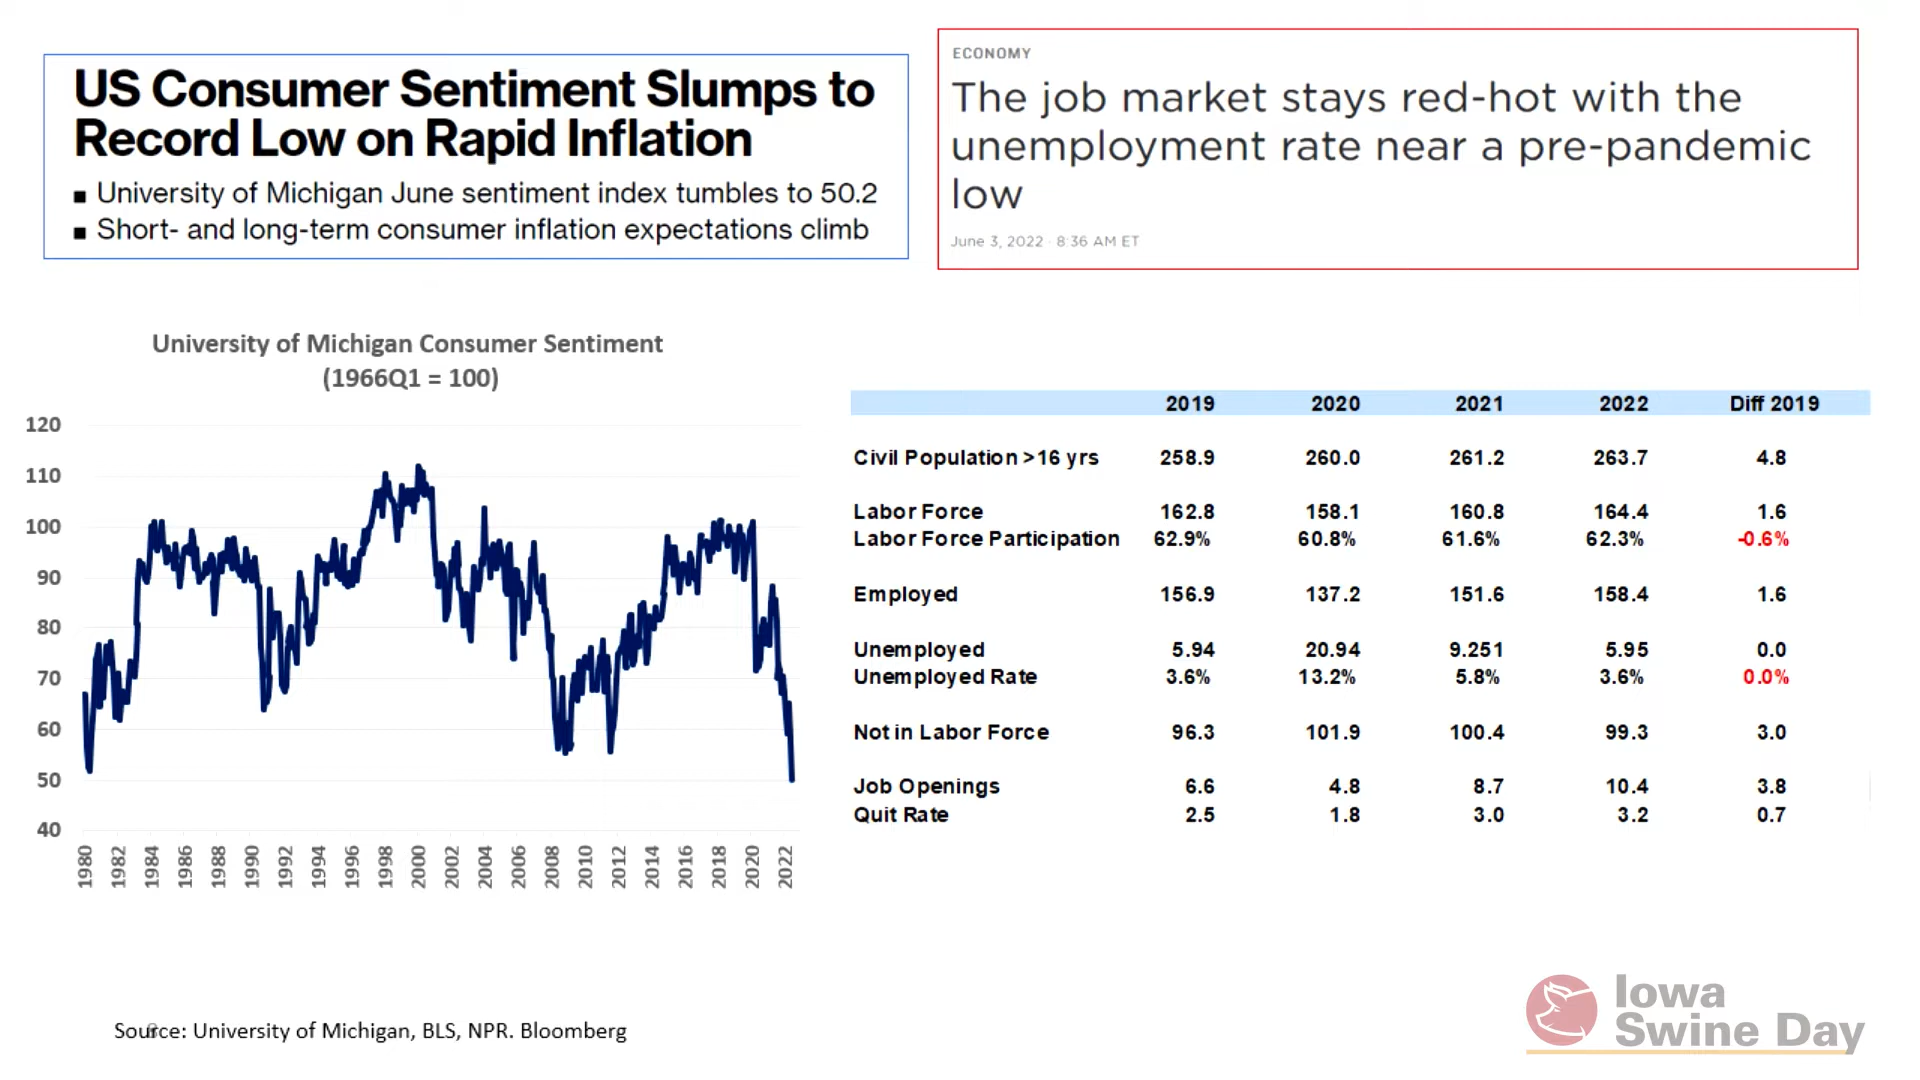 US Consumer Sentiment Slumps to
Record Low on Rapid Inflation
■ University of Michigan June sentiment index tumbles to 50.2
■ Short- and long-term consumer inflation expectations climb
ECONOMY
The job market stays red-hot with the
unemployment rate near a pre-pandemic
low
June 3, 2022 · 8:36 AM ET
University of Michigan Consumer Sentiment
(1966Q1 = 100)
120
110
100
90
80
70
60
50
40
1980 1982 1984 1986 1988 1990 1992 1994 1996 1998 2000 2002 2004 2006 2008 2010 2012 2014 2016 2018 2020 2022
2019 2020 2021 2022 Diff 2019
Civil Population >16 yrs 258.9 260.0 261.2 263.7 4.8
Labor Force 162.8 158.1 160.8 164.4 1.6
Labor Force Participation 62.9% 60.8% 61.6% 62.3% -0.6%
Employed 156.9 137.2 151.6 158.4 1.6
Unemployed 5.94 20.94 9.251 5.95 0.0
Unemployed Rate 3.6% 13.2% 5.8% 3.6% 0.0%
Not in Labor Force 96.3 101.9 100.4 99.3 3.0
Job Openings 6.6 4.8 8.7 10.4 3.8
Quit Rate 2.5 1.8 3.0 3.2 0.7
Source: University of Michigan, BLS, NPR. Bloomberg
Iowa
Swine Day